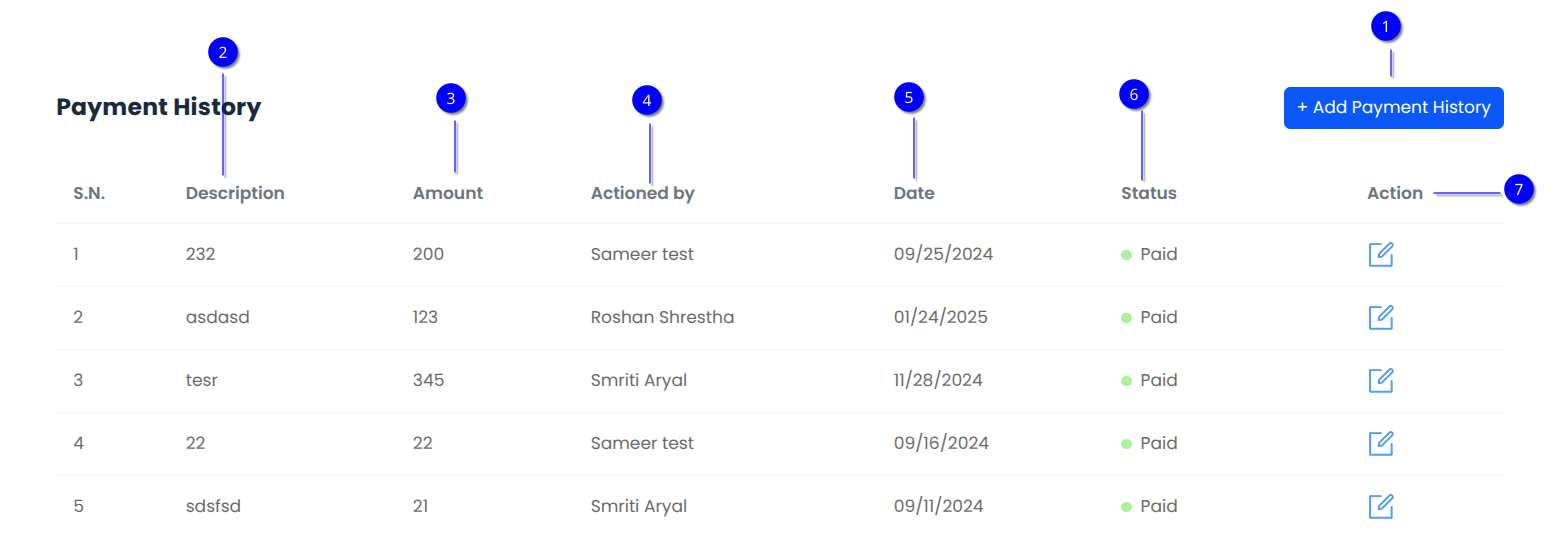 1
2
3
4
5
6
Payment History
+ Add Payment History
S.N. Description Amount Actioned by Date Status Action 7
1 232 200 Sameer test 09/25/2024 Paid
2 asdasd 123 Roshan Shrestha 01/24/2025 Paid
3 tesr 345 Smriti Aryal 11/28/2024 Paid
4 22 22 Sameer test 09/16/2024 Paid
5 sdsfsd 21 Smriti Aryal 09/11/2024 Paid